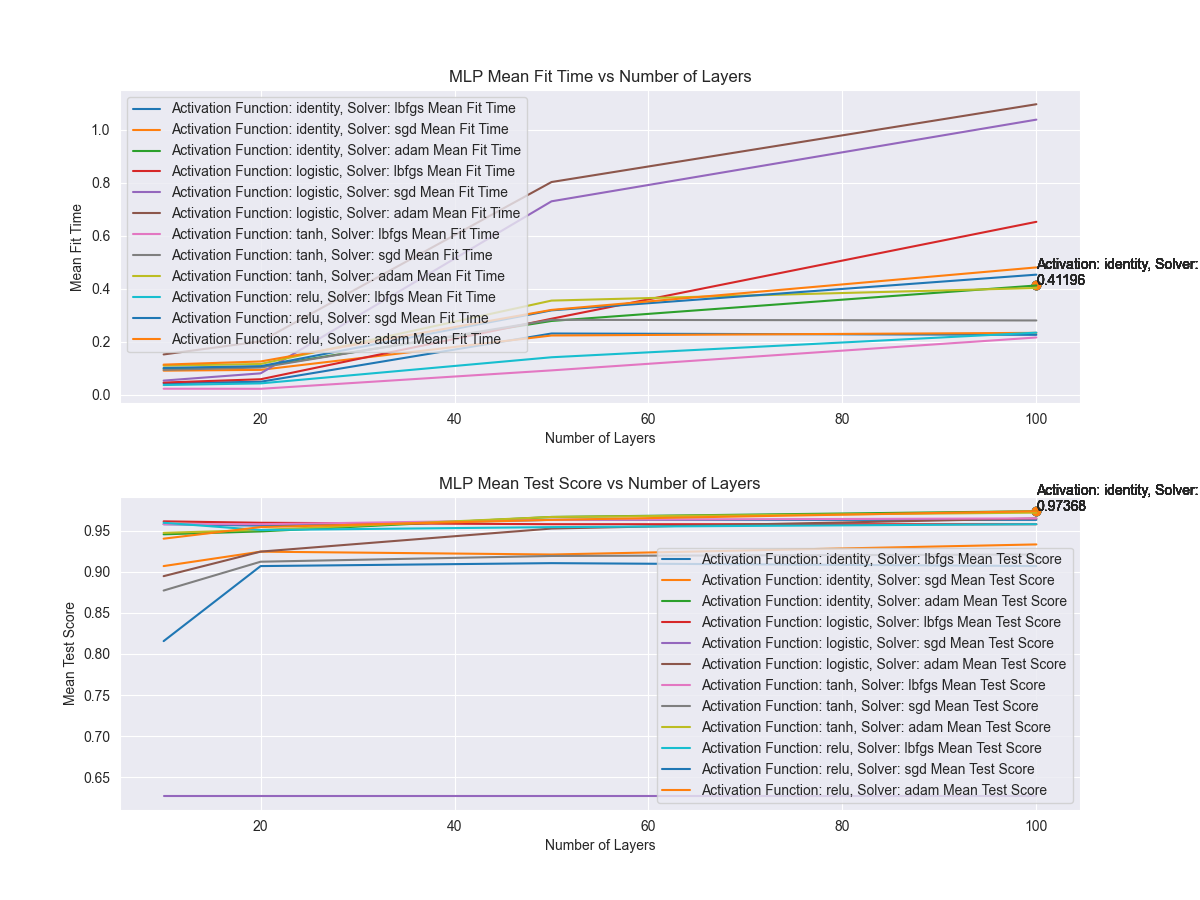 MLP Mean Fit Time vs Number of Layers
Activation Function: identity, Solver: lbfgs Mean Fit Time
Activation Function: identity, Solver: sgd Mean Fit Time
Activation Function: identity, Solver: adam Mean Fit Time
Activation Function: logistic, Solver: lbfgs Mean Fit Time
Activation Function: logistic, Solver: sgd Mean Fit Time
Activation Function: logistic, Solver: adam Mean Fit Time
Activation Function: tanh, Solver: lbfgs Mean Fit Time
Activation Function: tanh, Solver: sgd Mean Fit Time
Activation Function: tanh, Solver: adam Mean Fit Time
Activation Function: relu, Solver: lbfgs Mean Fit Time
Activation Function: relu, Solver: sgd Mean Fit Time
Activation Function: relu, Solver: adam Mean Fit Time
1.0
0.8
0.6
0.4
0.2
0.0
Mean Fit Time
Activation: identity, Solver:
0.41196
20 40 60 80 100
Number of Layers
MLP Mean Test Score vs Number of Layers
Activation: identity, Solver:
0.97368
0.95
0.90
0.85
0.80
0.75
0.70
0.65
Mean Test Score
Activation Function: identity, Solver: lbfgs Mean Test Score
Activation Function: identity, Solver: sgd Mean Test Score
Activation Function: identity, Solver: adam Mean Test Score
Activation Function: logistic, Solver: lbfgs Mean Test Score
Activation Function: logistic, Solver: sgd Mean Test Score
Activation Function: logistic, Solver: adam Mean Test Score
Activation Function: tanh, Solver: lbfgs Mean Test Score
Activation Function: tanh, Solver: sgd Mean Test Score
Activation Function: tanh, Solver: adam Mean Test Score
Activation Function: relu, Solver: lbfgs Mean Test Score
Activation Function: relu, Solver: sgd Mean Test Score
Activation Function: relu, Solver: adam Mean Test Score
20 40 60 80 100
Number of Layers